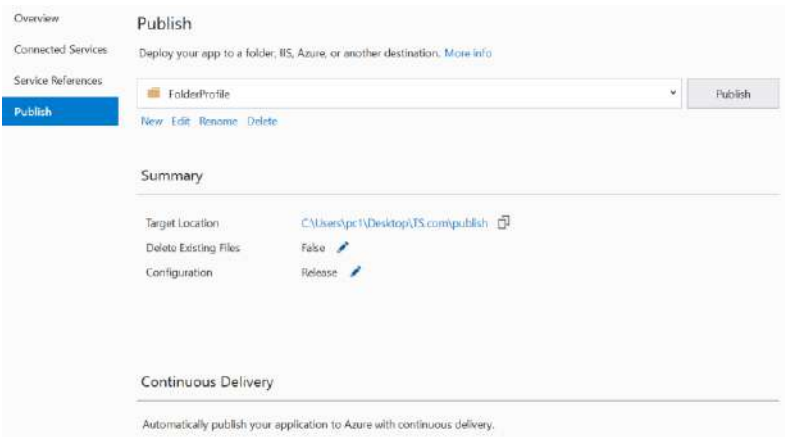 Overview
Connected Services
Service References
Publish
Publish
Deploy your app to a folder, IIS, Azure, or another destination. More info
FolderProfile
Publish
New Edit Rename Delete
Summary
Target Location C:\Users\pc1\Desktop\TS.com\publish
Delete Existing Files False
Configuration Release
Continuous Delivery
Automatically publish your application to Azure with continuous delivery.